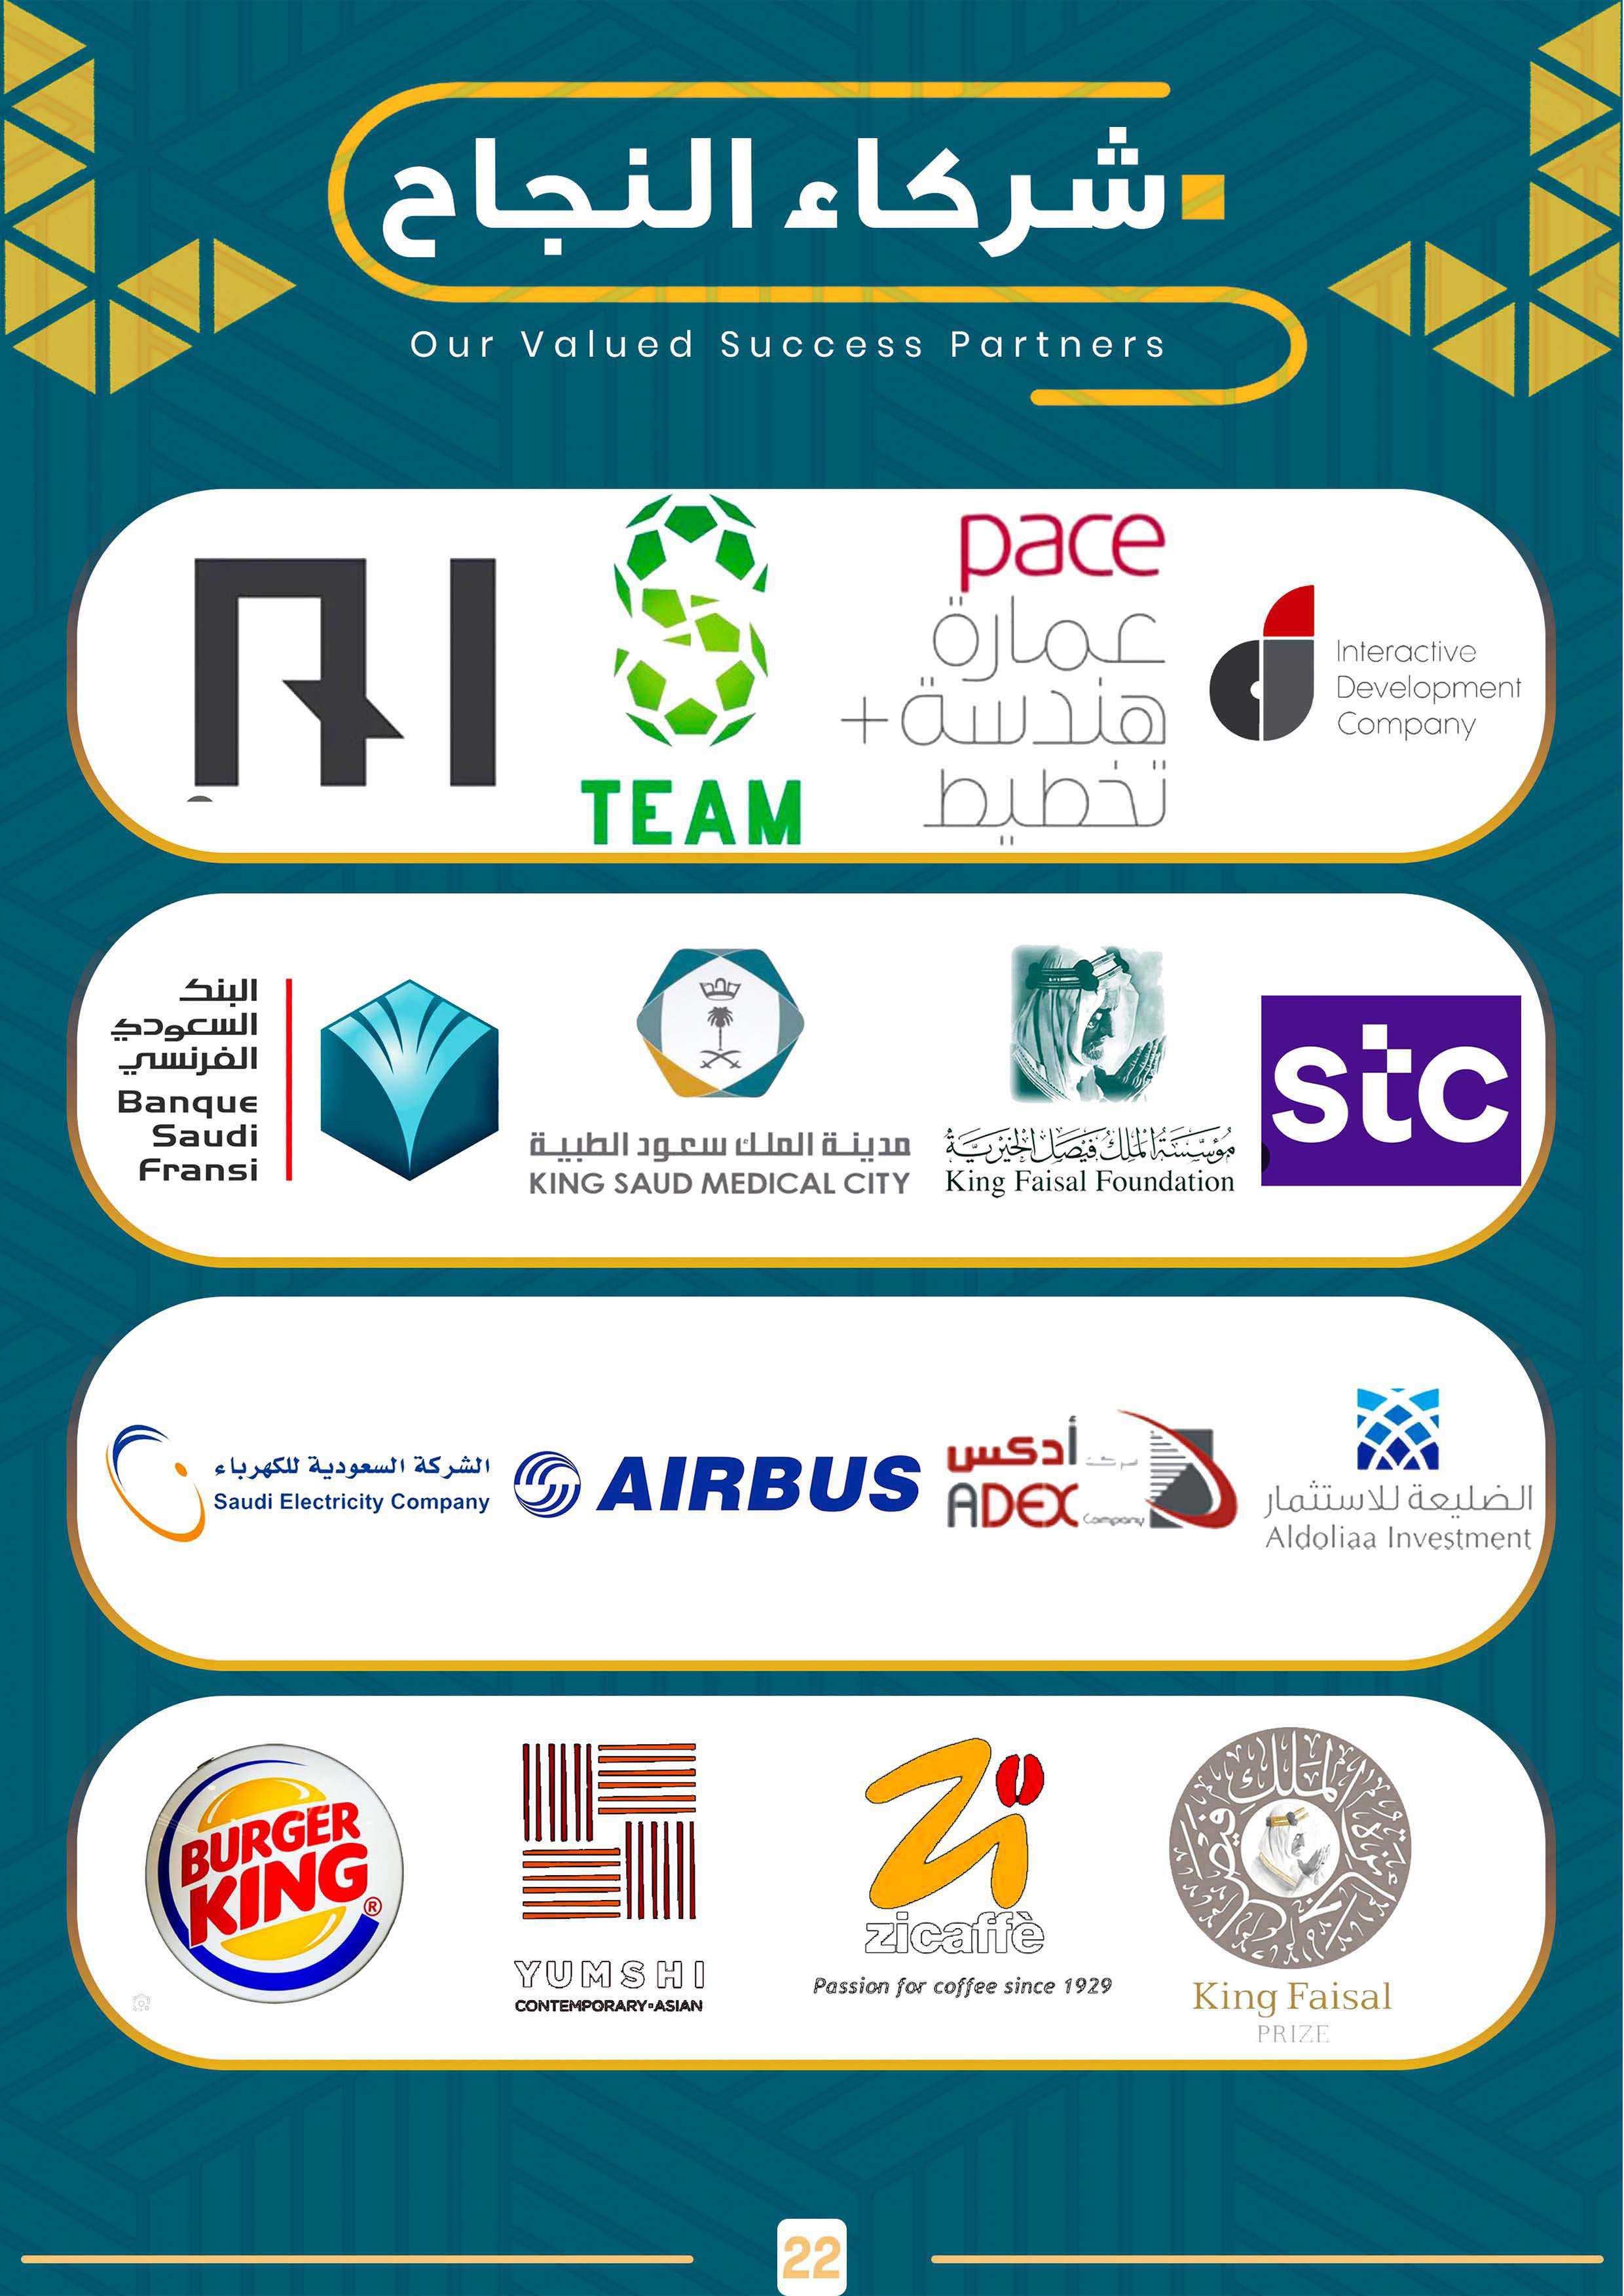 شركاء النجاح
Our Valued Success Partners
TEAM
pace
عمارة
هندسة+
تخطيط
Interactive
Development
Company
البنك
السعودي
الفرنسي
Banque
Saudi
Fransi
مدينة الملك سعود الطبية
KING SAUD MEDICAL CITY
مؤسسة الملك فيصل الخيرية
King Faisal Foundation
stc
الشركة السعودية للكهرباء
Saudi Electricity Company
AIRBUS
أدكس
شركة
ADEX
Company
الضليعة للاستثمار
Aldoliaa Investment
BURGER
KING
®
YUMSHI
CONTEMPORARY ASIAN
zicaffè
Passion for coffee since 1929
King Faisal
PRIZE
22